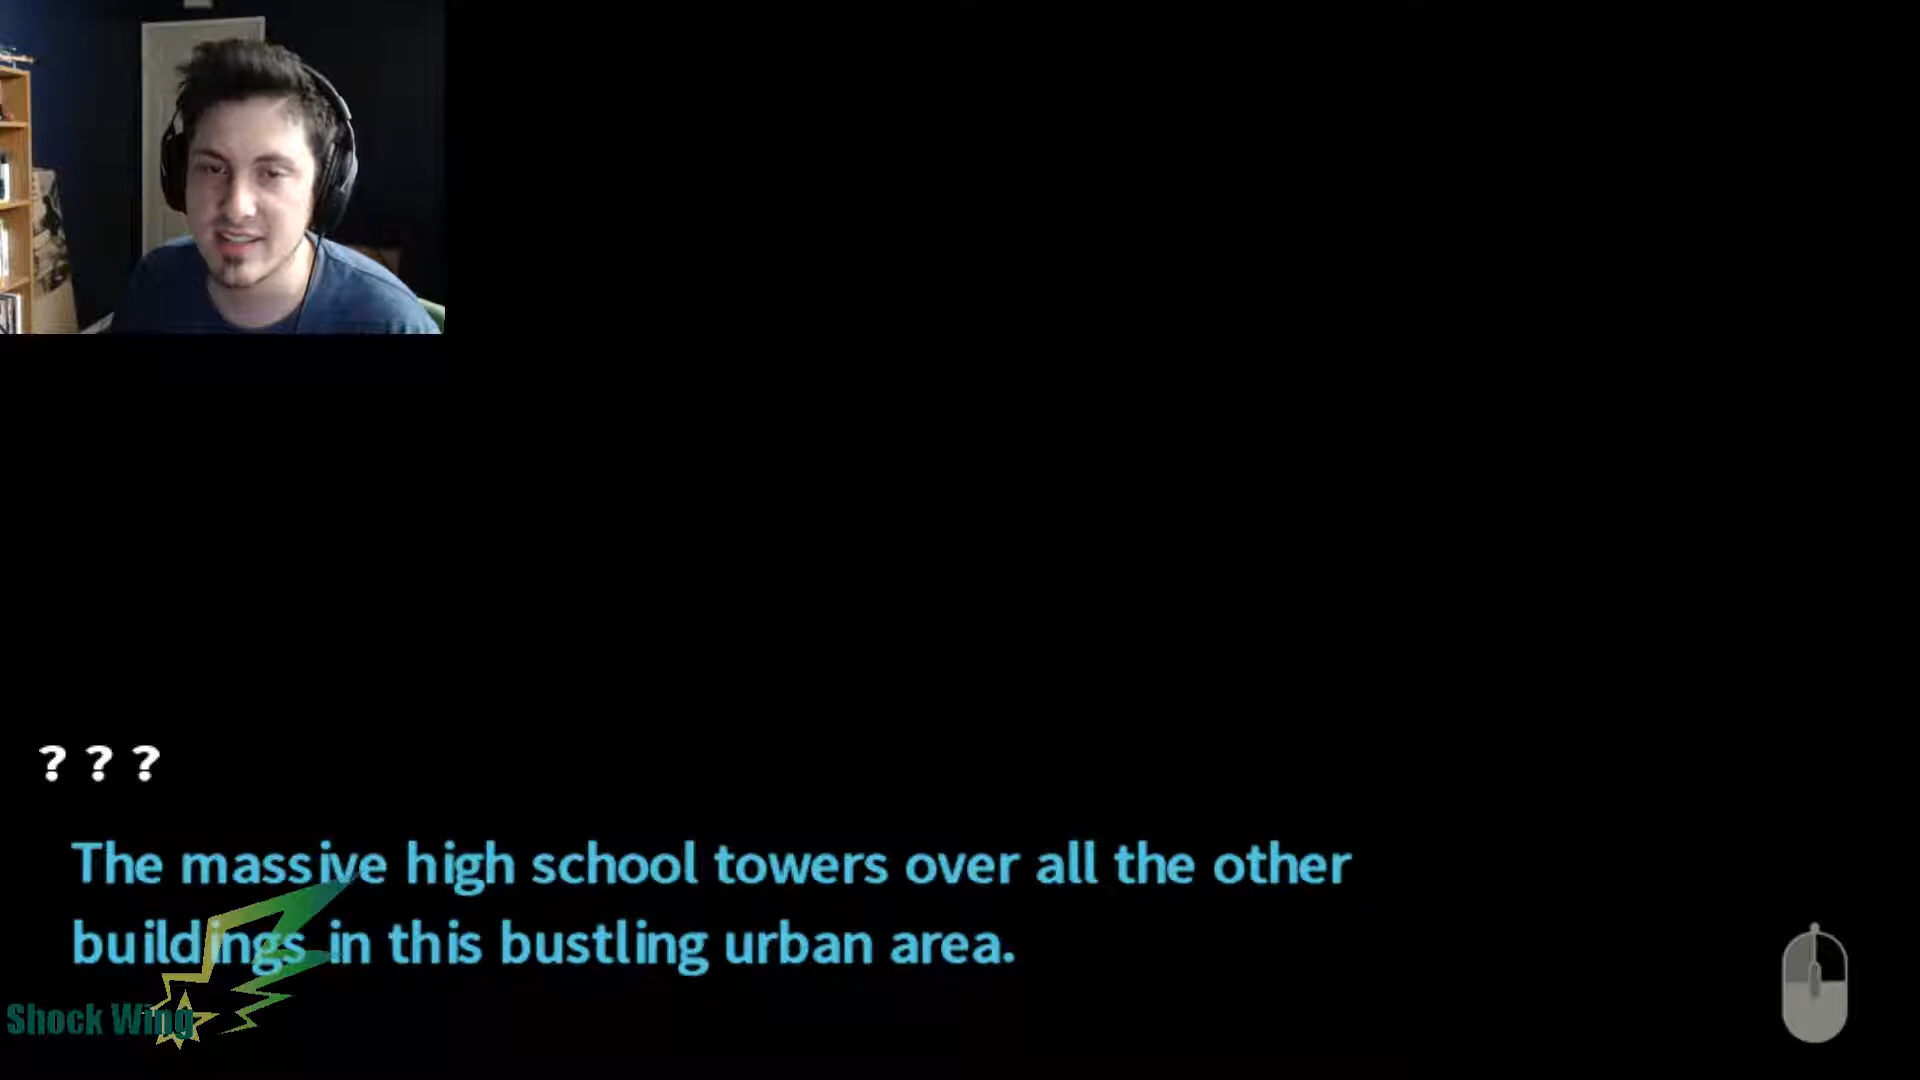 ? ? ?
The massive high school towers over all the other
buildings in this bustling urban area.
Shock Wing